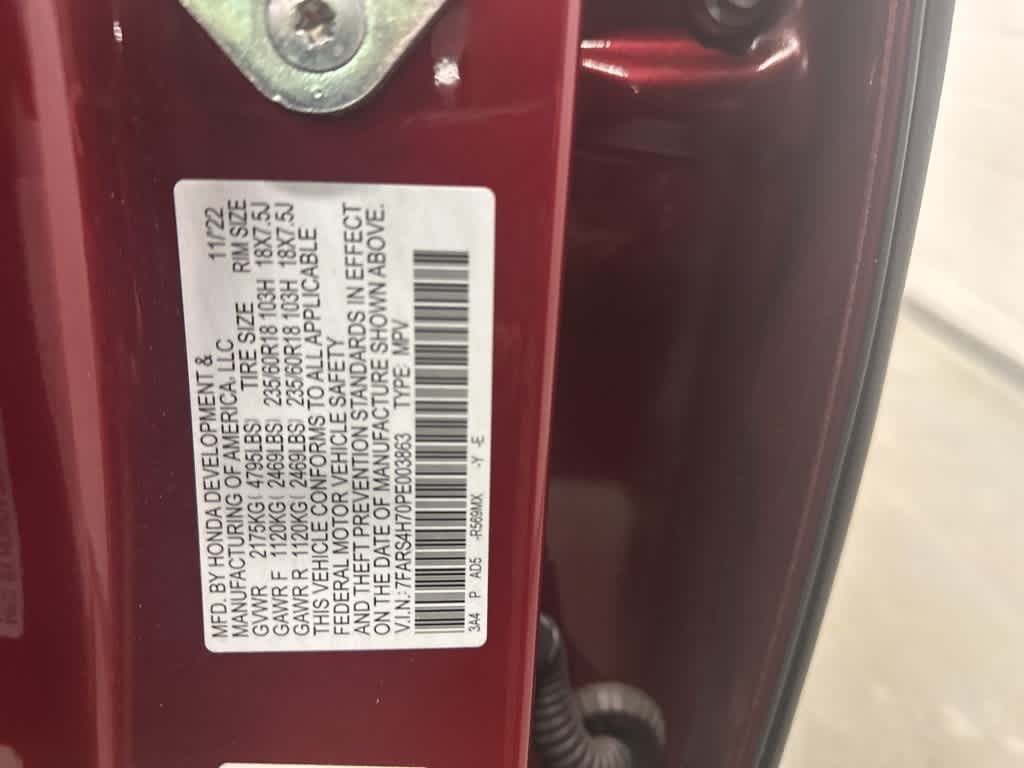 MFD. BY HONDA DEVELOPMENT &
MANUFACTURING OF AMERICA, LLC 11/22
GVWR 2175KG( 4795LBS) TIRE SIZE RIM SIZE
GAWR F 1120KG( 2469LBS) 235/60R18 103H 18X7.5J
GAWR R 1120KG( 2469LBS) 235/60R18 103H 18X7.5J
THIS VEHICLE CONFORMS TO ALL APPLICABLE
FEDERAL MOTOR VEHICLE SAFETY
AND THEFT PREVENTION STANDARDS IN EFFECT
ON THE DATE OF MANUFACTURE SHOWN ABOVE.
V.I.N.: 7FARS4H70PE003863 TYPE: MPV
3A4 P AD5 -R569MX -Y -E